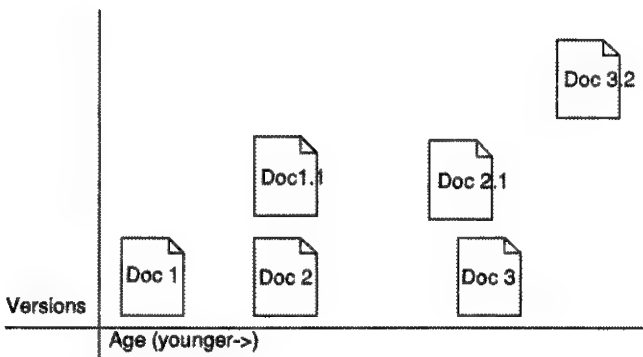 Doc 3.2
Doc1.1
Doc 2.1
Doc 1
Doc 2
Doc 3
Versions
Age (younger->)